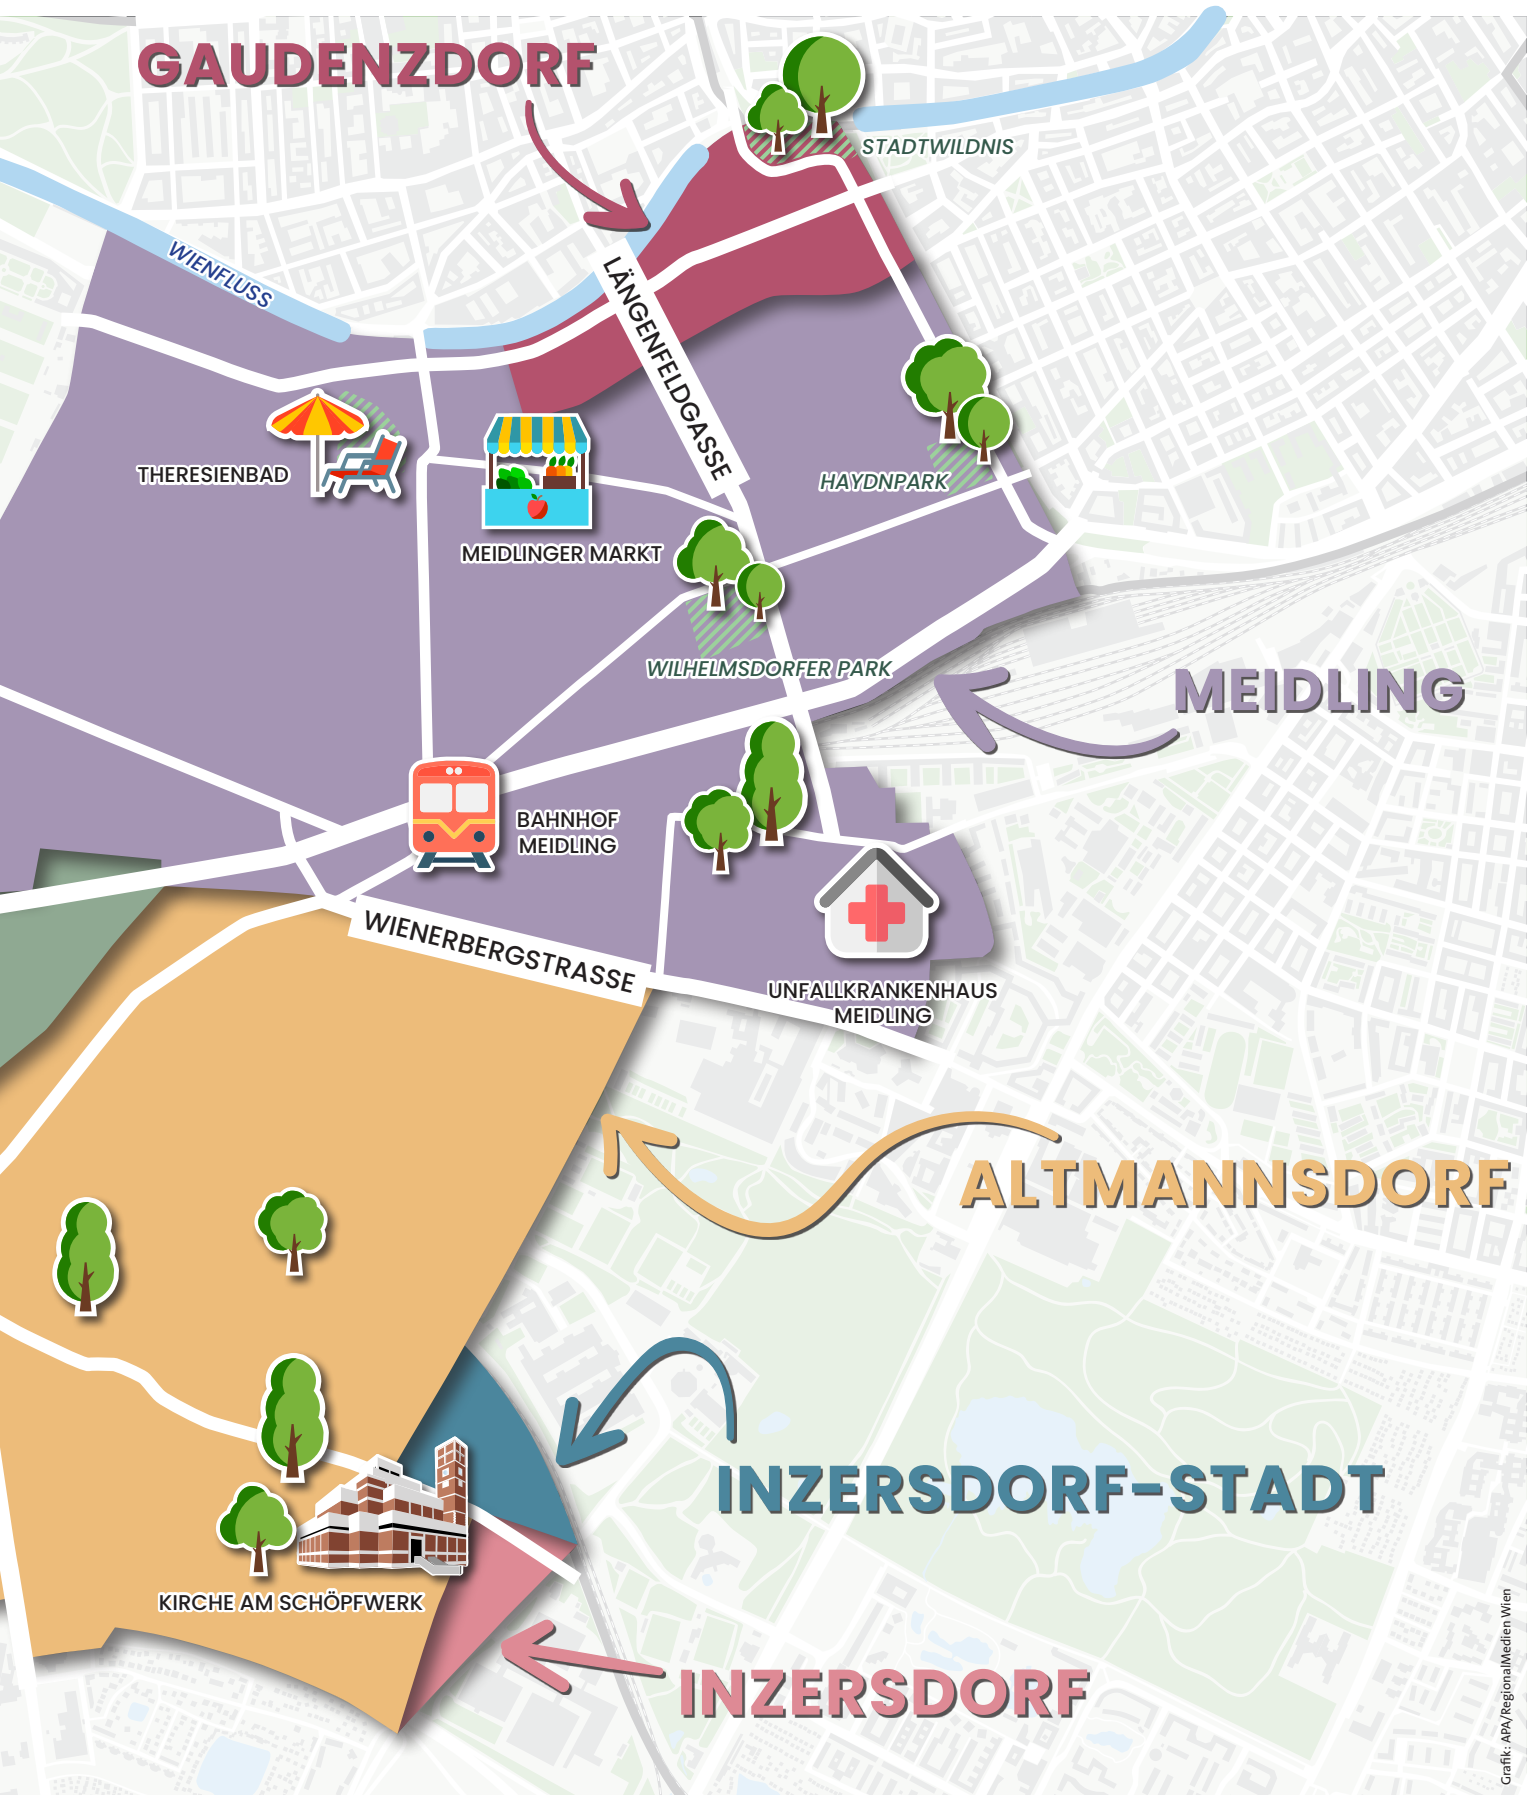 GAUDENZDORF
STADTWILDNIS
WIENFLUSS
LÄNGENFELDGASSE
THERESIENBAD
HAYDNPARK
MEIDLINGER MARKT
WILHELMSDORFER PARK
MEIDLING
BAHNHOF
MEIDLING
WIENERBERGSTRASSE
UNFALLKRANKENHAUS
MEIDLING
ALTMANNSDORF
INZERSDORF-STADT
KIRCHE AM SCHÖPFWERK
INZERSDORF
Grafik: APA/RegionalMedien Wien